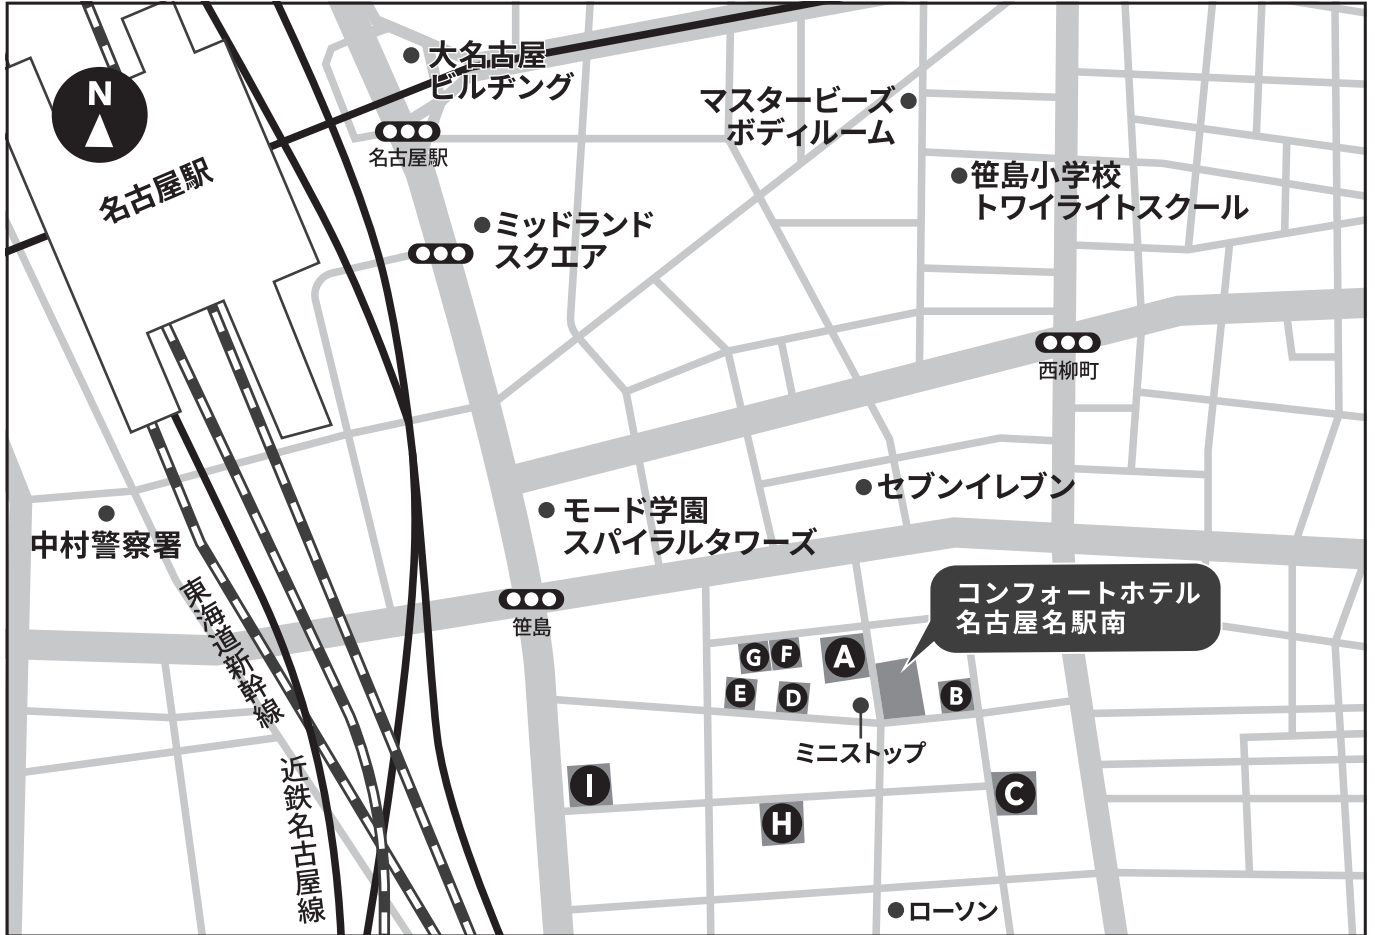 N
名古屋駅
大名古屋
ビルヂング
名古屋駅
マスタービーズ
ボディルーム
笹島小学校
トワイライトスクール
ミッドランド
スクエア
西柳町
セブンイレブン
モード学園
スパイラルタワーズ
中村警察署
東海道新幹線
笹島
コンフォートホテル
名古屋名駅南
G
F
A
E
D
B
ミニストップ
近鉄名古屋線
I
C
H
ローソン